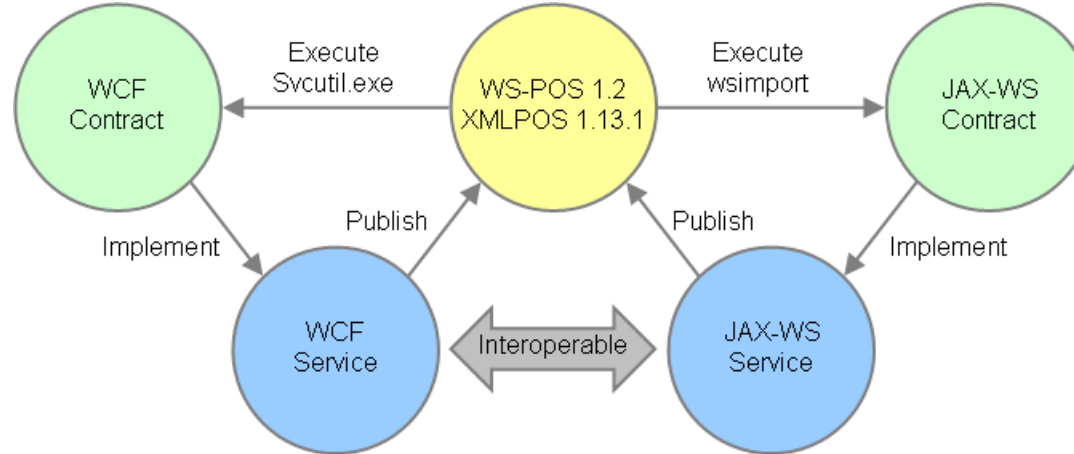 Execute
Svcutil.exe
Execute
wsimport
WCF
Contract
WS-POS 1.2
XMLPOS 1.13.1
JAX-WS
Contract
Implement
Publish
Publish
Implement
WCF
Service
Interoperable
JAX-WS
Service